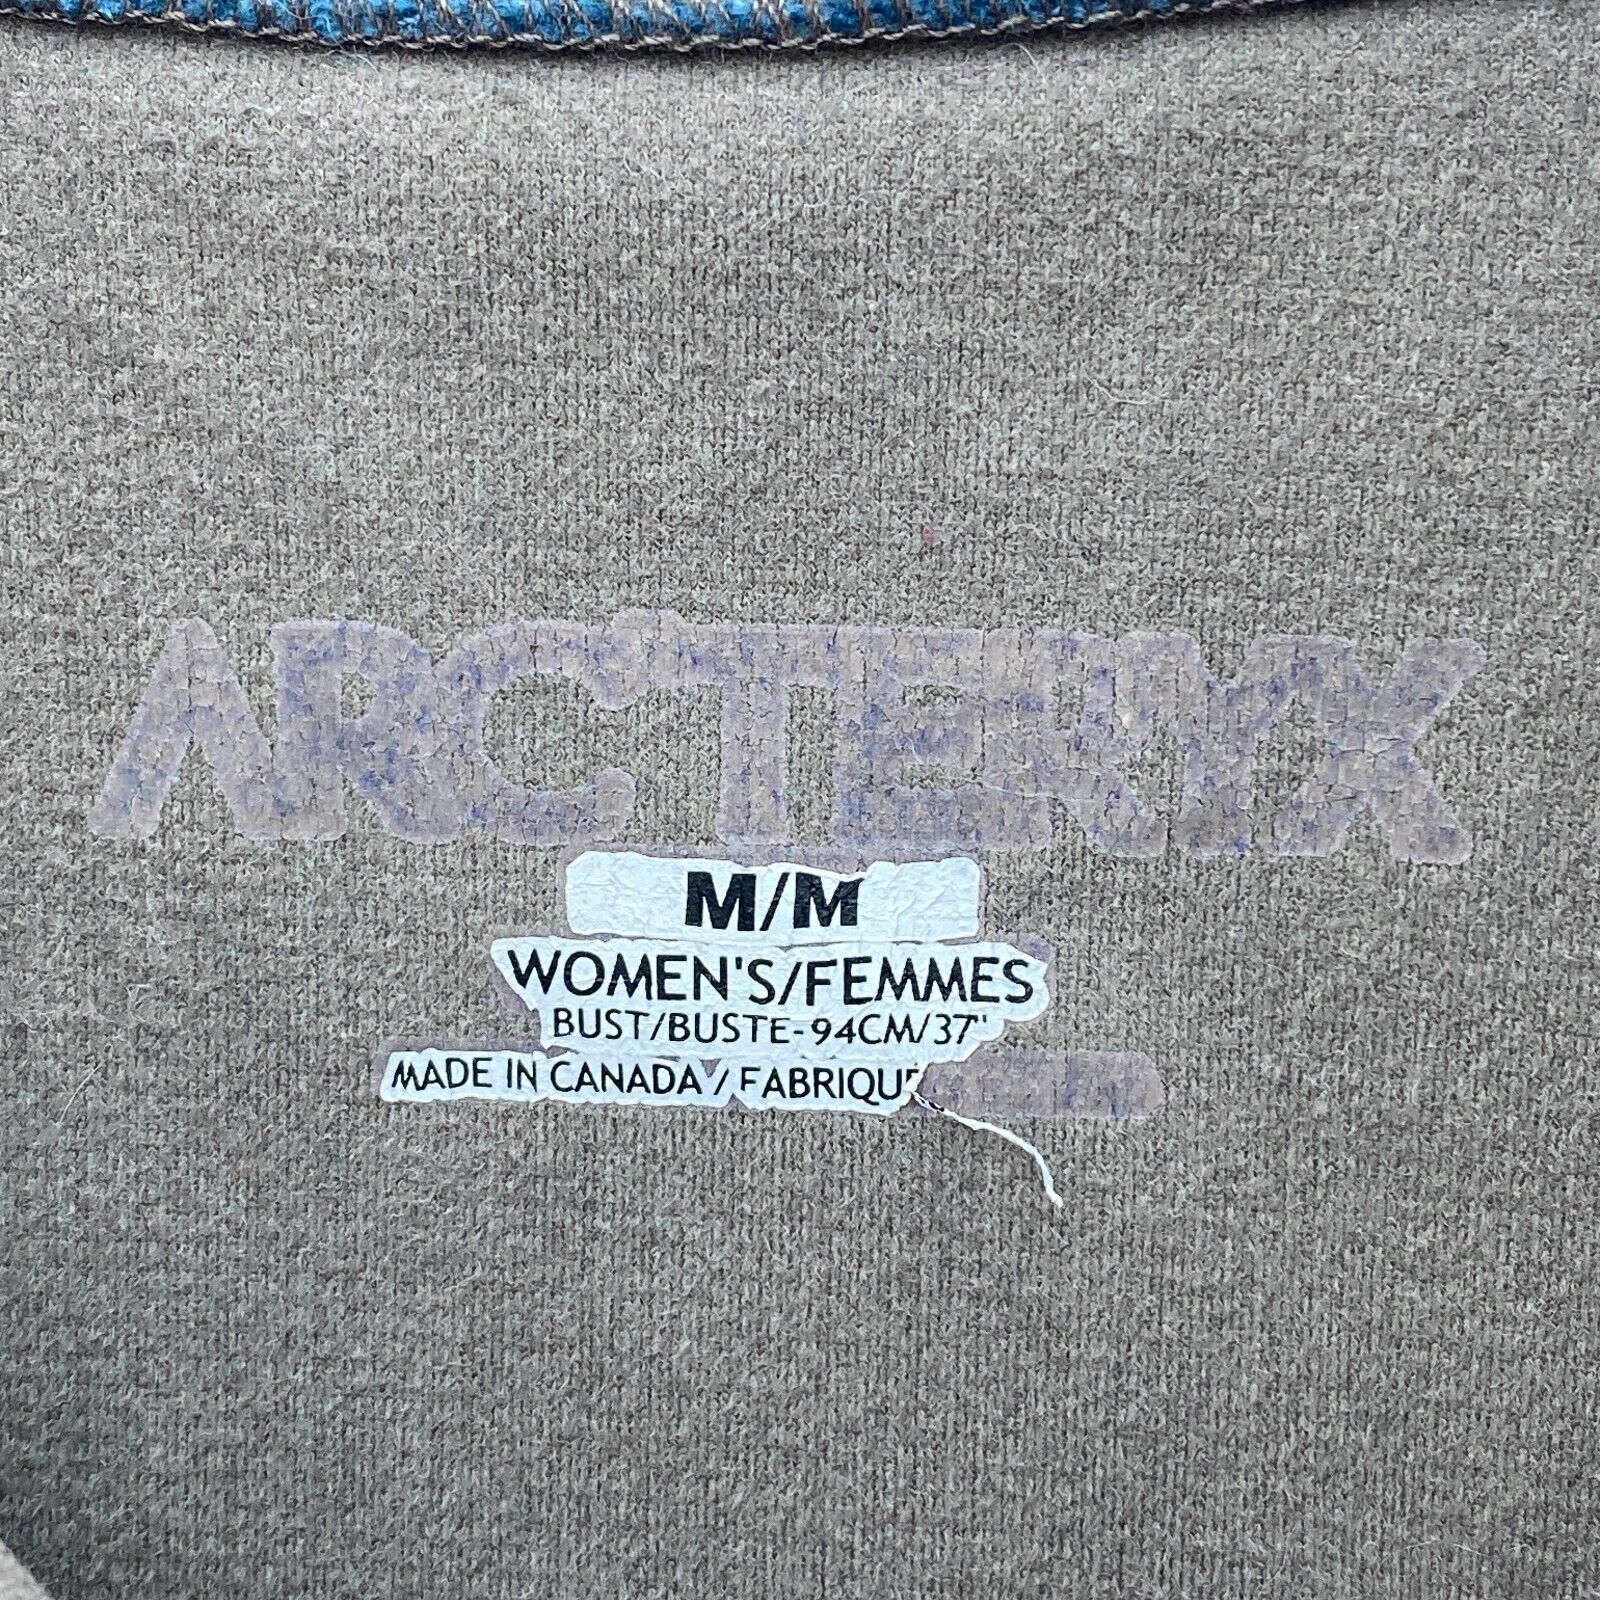 ARC'TERYX
M/M
WOMEN'S/FEMMES
BUST/BUSTE-94CM/37"
MADE IN CANADA / FABRIQU